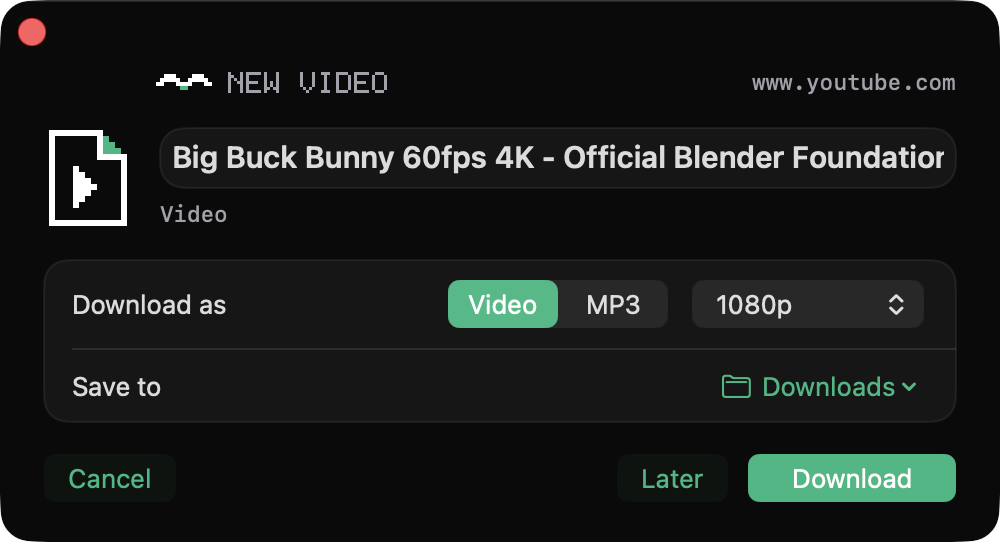 NEW VIDEO
www.youtube.com
Big Buck Bunny 60fps 4K - Official Blender Foundation
Video
Download as
Video
MP3
1080p
Save to
Downloads
Cancel
Later
Download